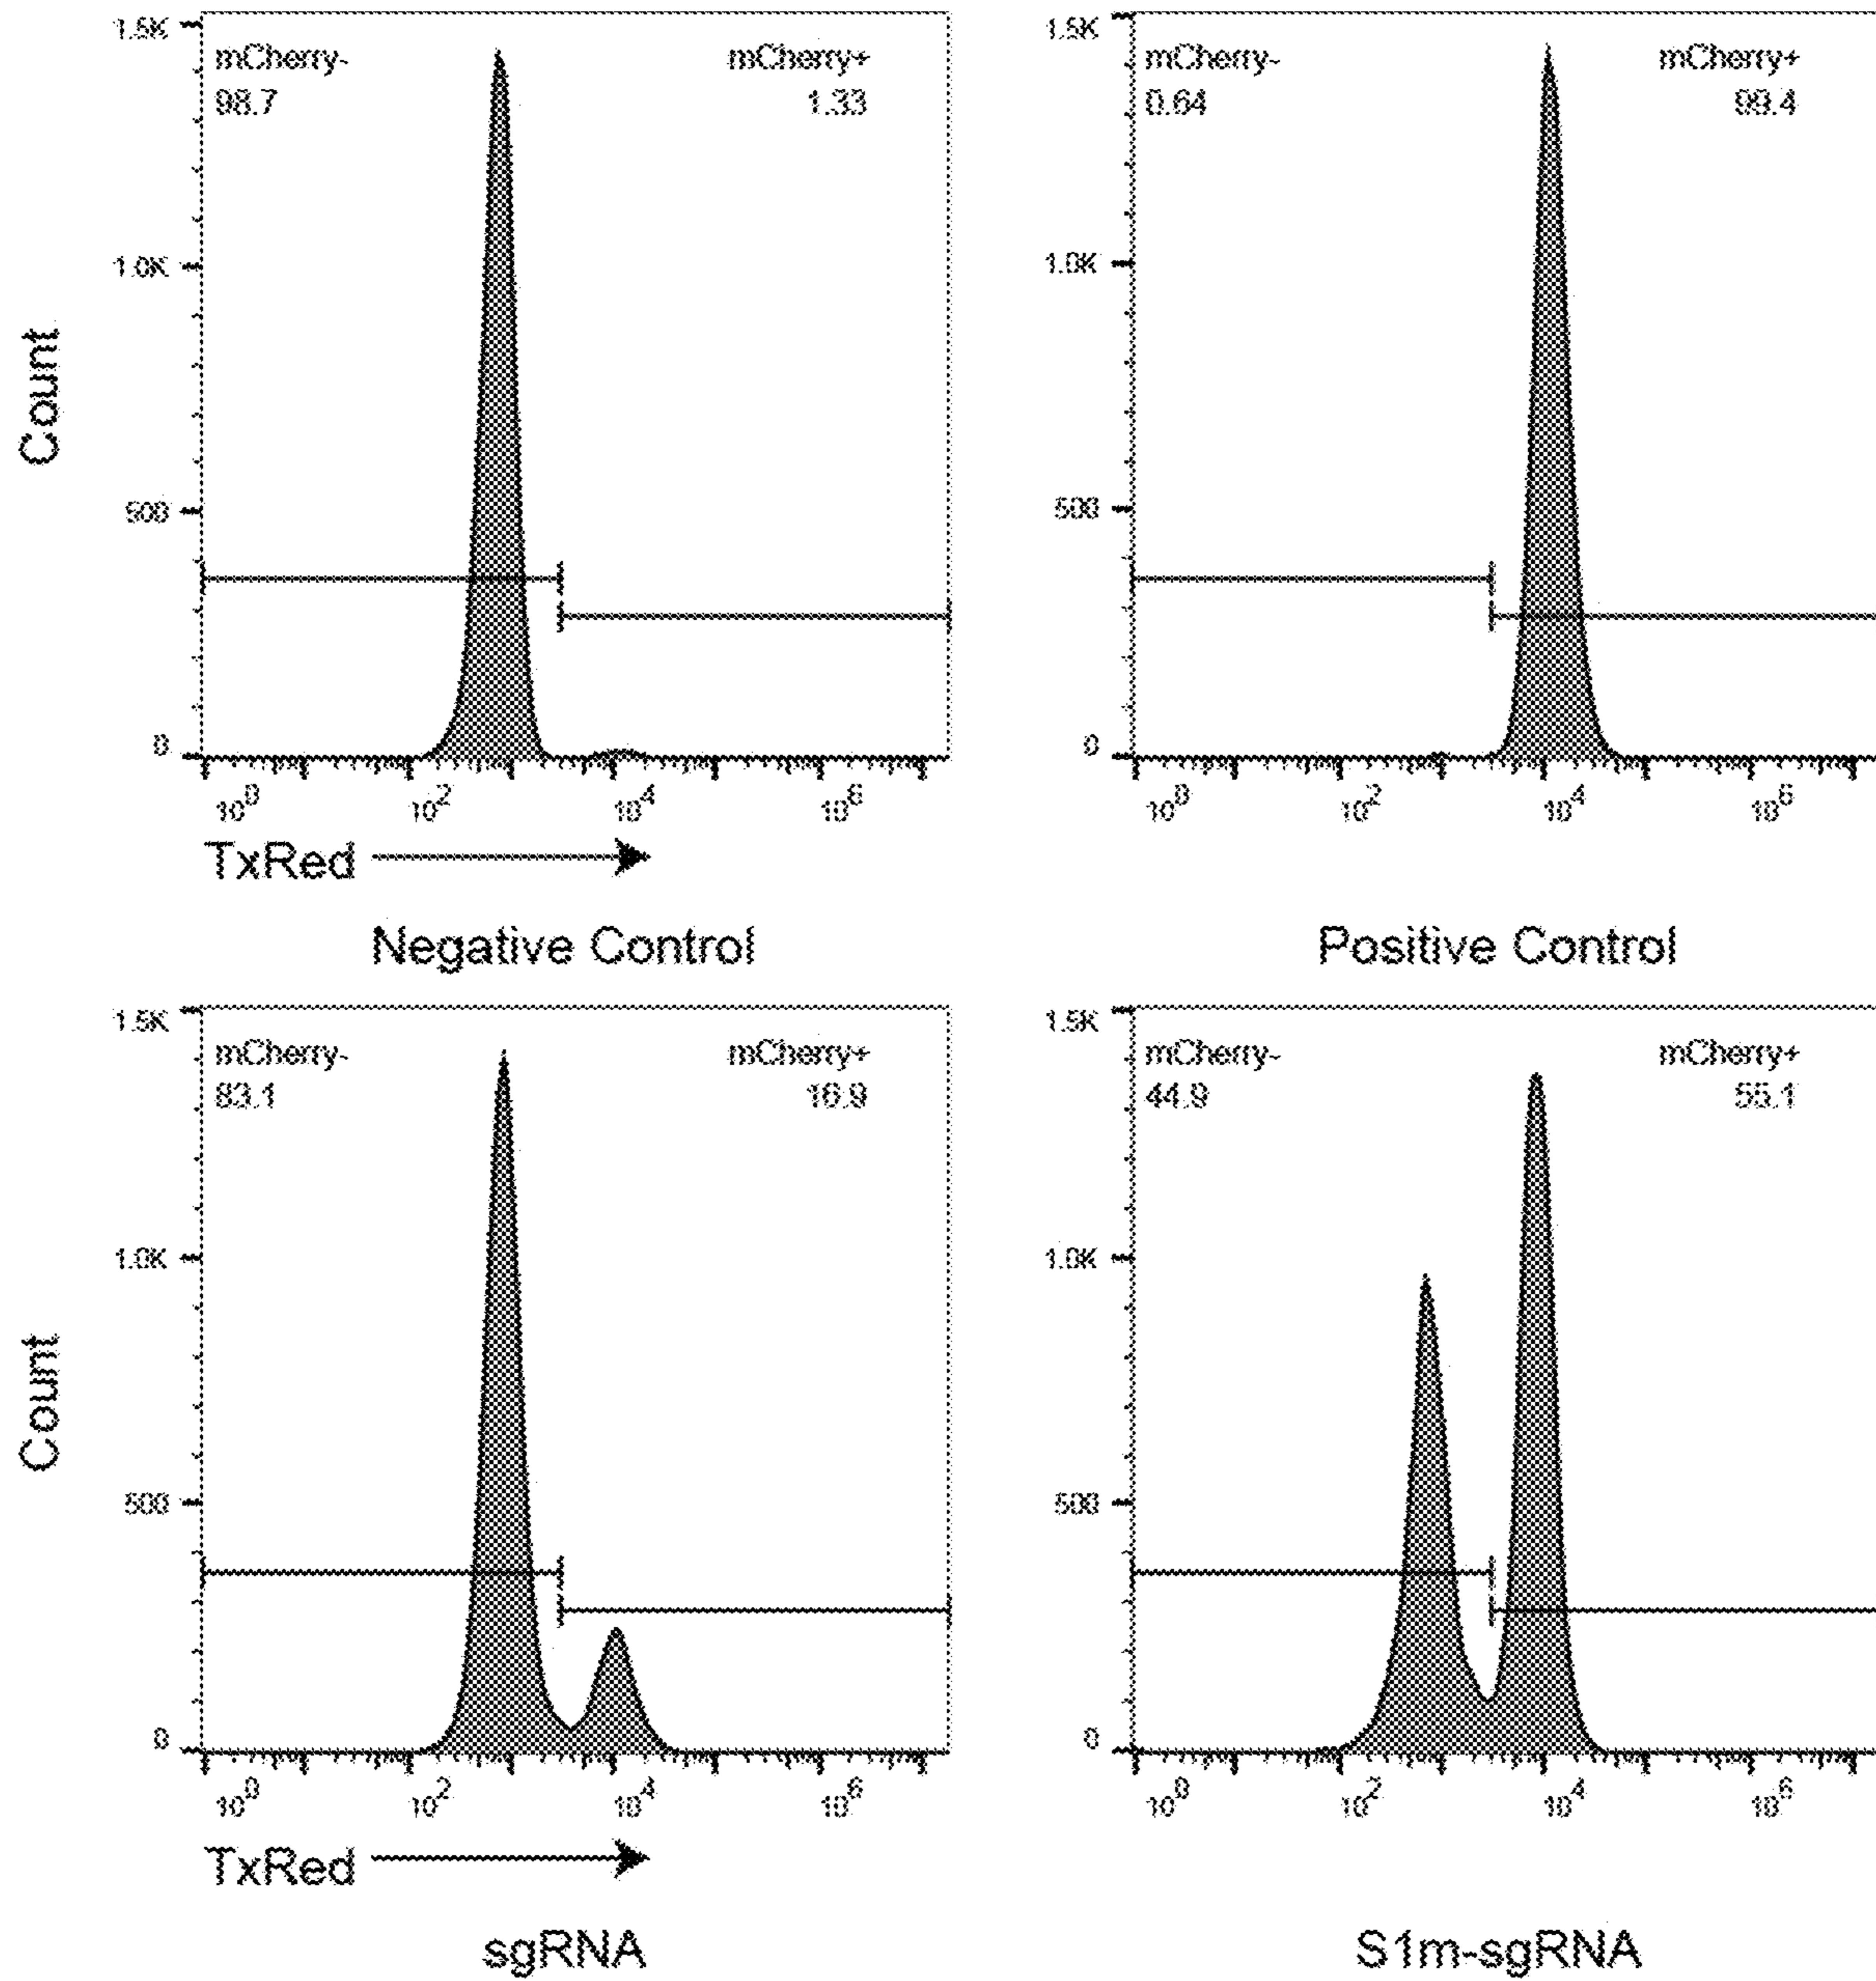 1.5K
mCherry-
98.7
mCherry+
1.33
1.0K
500
0
Count
10^0
10^2
10^4
10^6
TxRed
Negative Control
1.5K
mCherry-
0.64
mCherry+
99.4
1.0K
500
0
10^0
10^2
10^4
10^6
Positive Control
1.5K
mCherry-
83.1
mCherry+
16.9
1.0K
500
0
Count
10^0
10^2
10^4
10^6
TxRed
sgRNA
1.5K
mCherry-
44.9
mCherry+
55.1
1.0K
500
0
10^0
10^2
10^4
10^6
S1m-sgRNA